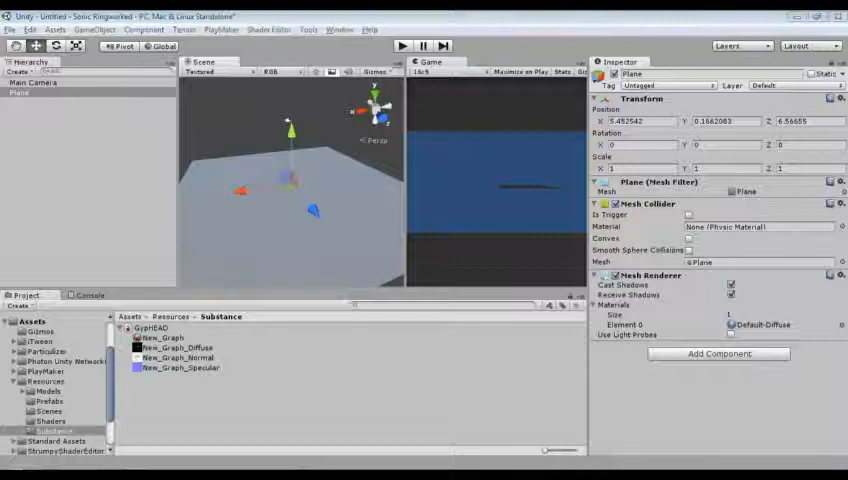 Unity - Untitled - Sonic Ringworked - PC, Mac & Linux Standalone*
File Edit Assets GameObject Component Terrain PlayMaker Shader Editor Tools Window Help
Pivot Global Layers Layout
Hierarchy
Create
Main Camera
Plane
Scene
Textured RGB Gizmos
y
x
z
Persp
Game
16:9 Maximize on Play Stats Gi
Inspector
Plane Static
Tag Untagged Layer Default
Transform
Position
X 5.452542 Y 0.1662083 Z 6.56655
Rotation
X 0 Y 0 Z 0
Scale
X 1 Y 1 Z 1
Plane (Mesh Filter)
Mesh Plane
Mesh Collider
Is Trigger
Material None (Physic Material)
Convex
Smooth Sphere Collisions
Mesh Plane
Mesh Renderer
Cast Shadows
Receive Shadows
Materials
Size 1
Element 0 Default-Diffuse
Use Light Probes
Add Component
Project Console
Create
Assets
Gizmos
iTween
Particulizer
Photon Unity Network
PlayMaker
Resources
Models
Prefabs
Scenes
Shaders
Substance
Standard Assets
StrumpyShaderEditor
Assets Resources Substance
GypHEAD
New_Graph
New_Graph_Diffuse
New_Graph_Normal
New_Graph_Specular